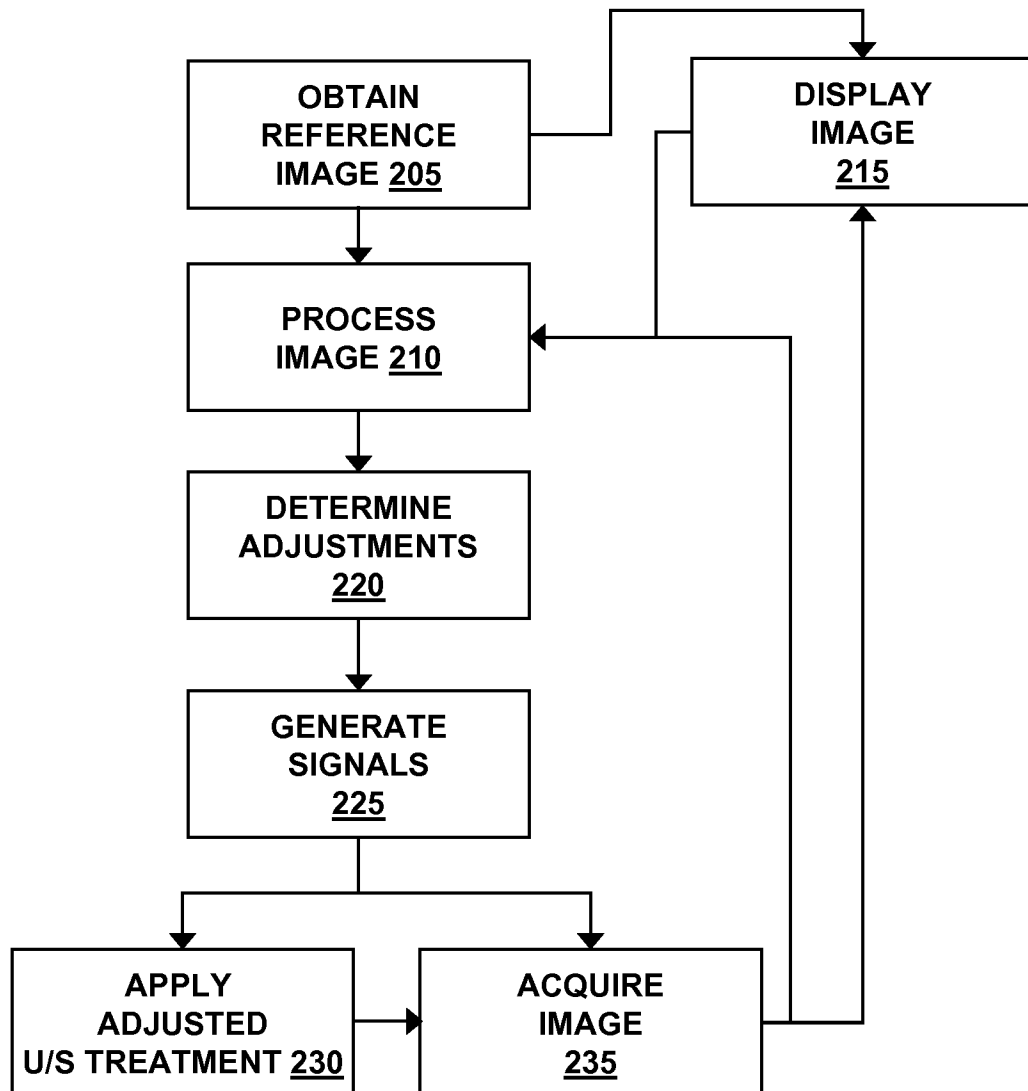 OBTAIN
REFERENCE
IMAGE 205
DISPLAY
IMAGE
215
PROCESS
IMAGE 210
DETERMINE
ADJUSTMENTS
220
GENERATE
SIGNALS
225
APPLY
ADJUSTED
U/S TREATMENT 230
ACQUIRE
IMAGE
235